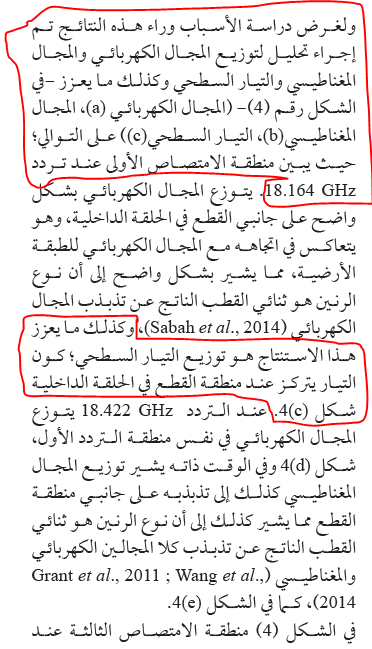 ولغرض دراسة الأسباب وراء هذه النتائج تم
إجراء تحليل لتوزيع المجال الكهربائي والمجال
المغناطيسي والتيار السطحي وكذلك ما يعزز –في
الشكل رقم (4)– (المجال الكهربائي (a)، المجال
المغناطيسي(b)، التيار السطحي(c)) على التوالي؛
حيث يبين منطقة الامتصاص الأولى عند تردد
18.164 GHz. يتوزع المجال الكهربائي بشكل
واضح على جانبي القطع في الحلقة الداخلية، وهو
يتعاكس في اتجاهه مع المجال الكهربائي للطبقة
الأرضية، مما يشير بشكل واضح إلى أن نوع
الرنين هو ثنائي القطب الناتج عن تذبذب المجال
الكهربائي (Sabah et al., 2014)، وكذلك ما يعزز
هذا الاستنتاج هو توزيع التيار السطحي؛ كون
التيار يتركز عند منطقة القطع في الحلقة الداخلية
شكل 4(c). عند التردد 18.422 GHz يتوزع
المجال الكهربائي في نفس منطقة التردد الأول،
شكل 4(d) وفي الوقت ذاته يشير توزيع المجال
المغناطيسي كذلك إلى تذبذبه على جانبي منطقة
القطع مما يشير كذلك إلى أن نوع الرنين هو ثنائي
القطب الناتج عن تذبذب كلا المجالين الكهربائي
والمغناطيسي (Grant et al., 2011 ; Wang et al.,
2014)، كما في الشكل 4(e).
في الشكل (4) منطقة الامتصاص الثالثة عند